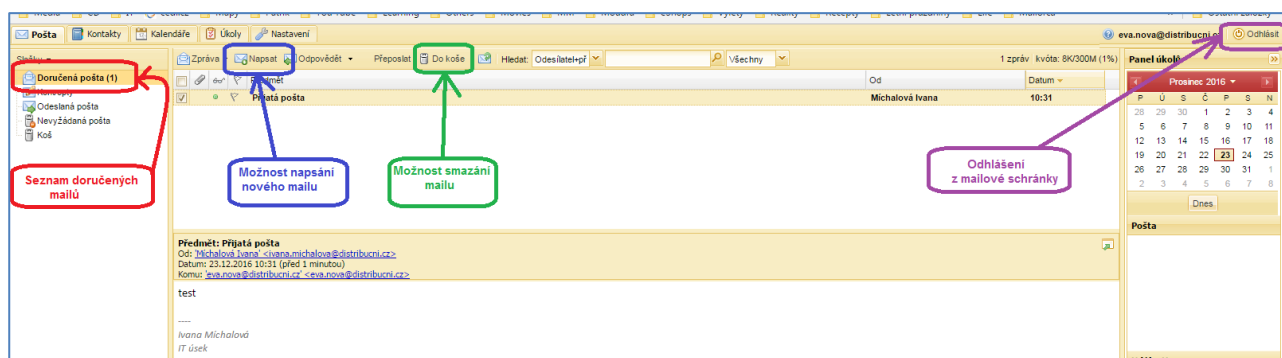 Pošta Kontakty Kalendáře Úkoly Nastavení eva.nova@distribucni.c Odhlásit
Složky Zpráva Napsat Odpovědět Přeposlat Do koše Hledat: Odesílatel+př Všechny 1 zpráv kvóta: 8K/300M (1%) Panel úkolů
Doručená pošta (1)
Koncepty
Odeslaná pošta
Nevyžádaná pošta
Koš
Předmět Od Datum
Přijatá pošta Michalová Ivana 10:31
Prosinec 2016
P Ú S Č P S N
28 29 30 1 2 3 4
5 6 7 8 9 10 11
12 13 14 15 16 17 18
19 20 21 22 23 24 25
26 27 28 29 30 31 1
2 3 4 5 6 7 8
Dnes
Pošta
Seznam doručených
mailů
Možnost napsání
nového mailu
Možnost smazání
mailu
Odhlášení
z mailové schránky
Předmět: Přijatá pošta
Od: 'Michalová Ivana' <ivana.michalova@distribucni.cz>
Datum: 23.12.2016 10:31 (před 1 minutou)
Komu: 'eva.nova@distribucni.cz' <eva.nova@distribucni.cz>
test
----
Ivana Michalová
IT úsek